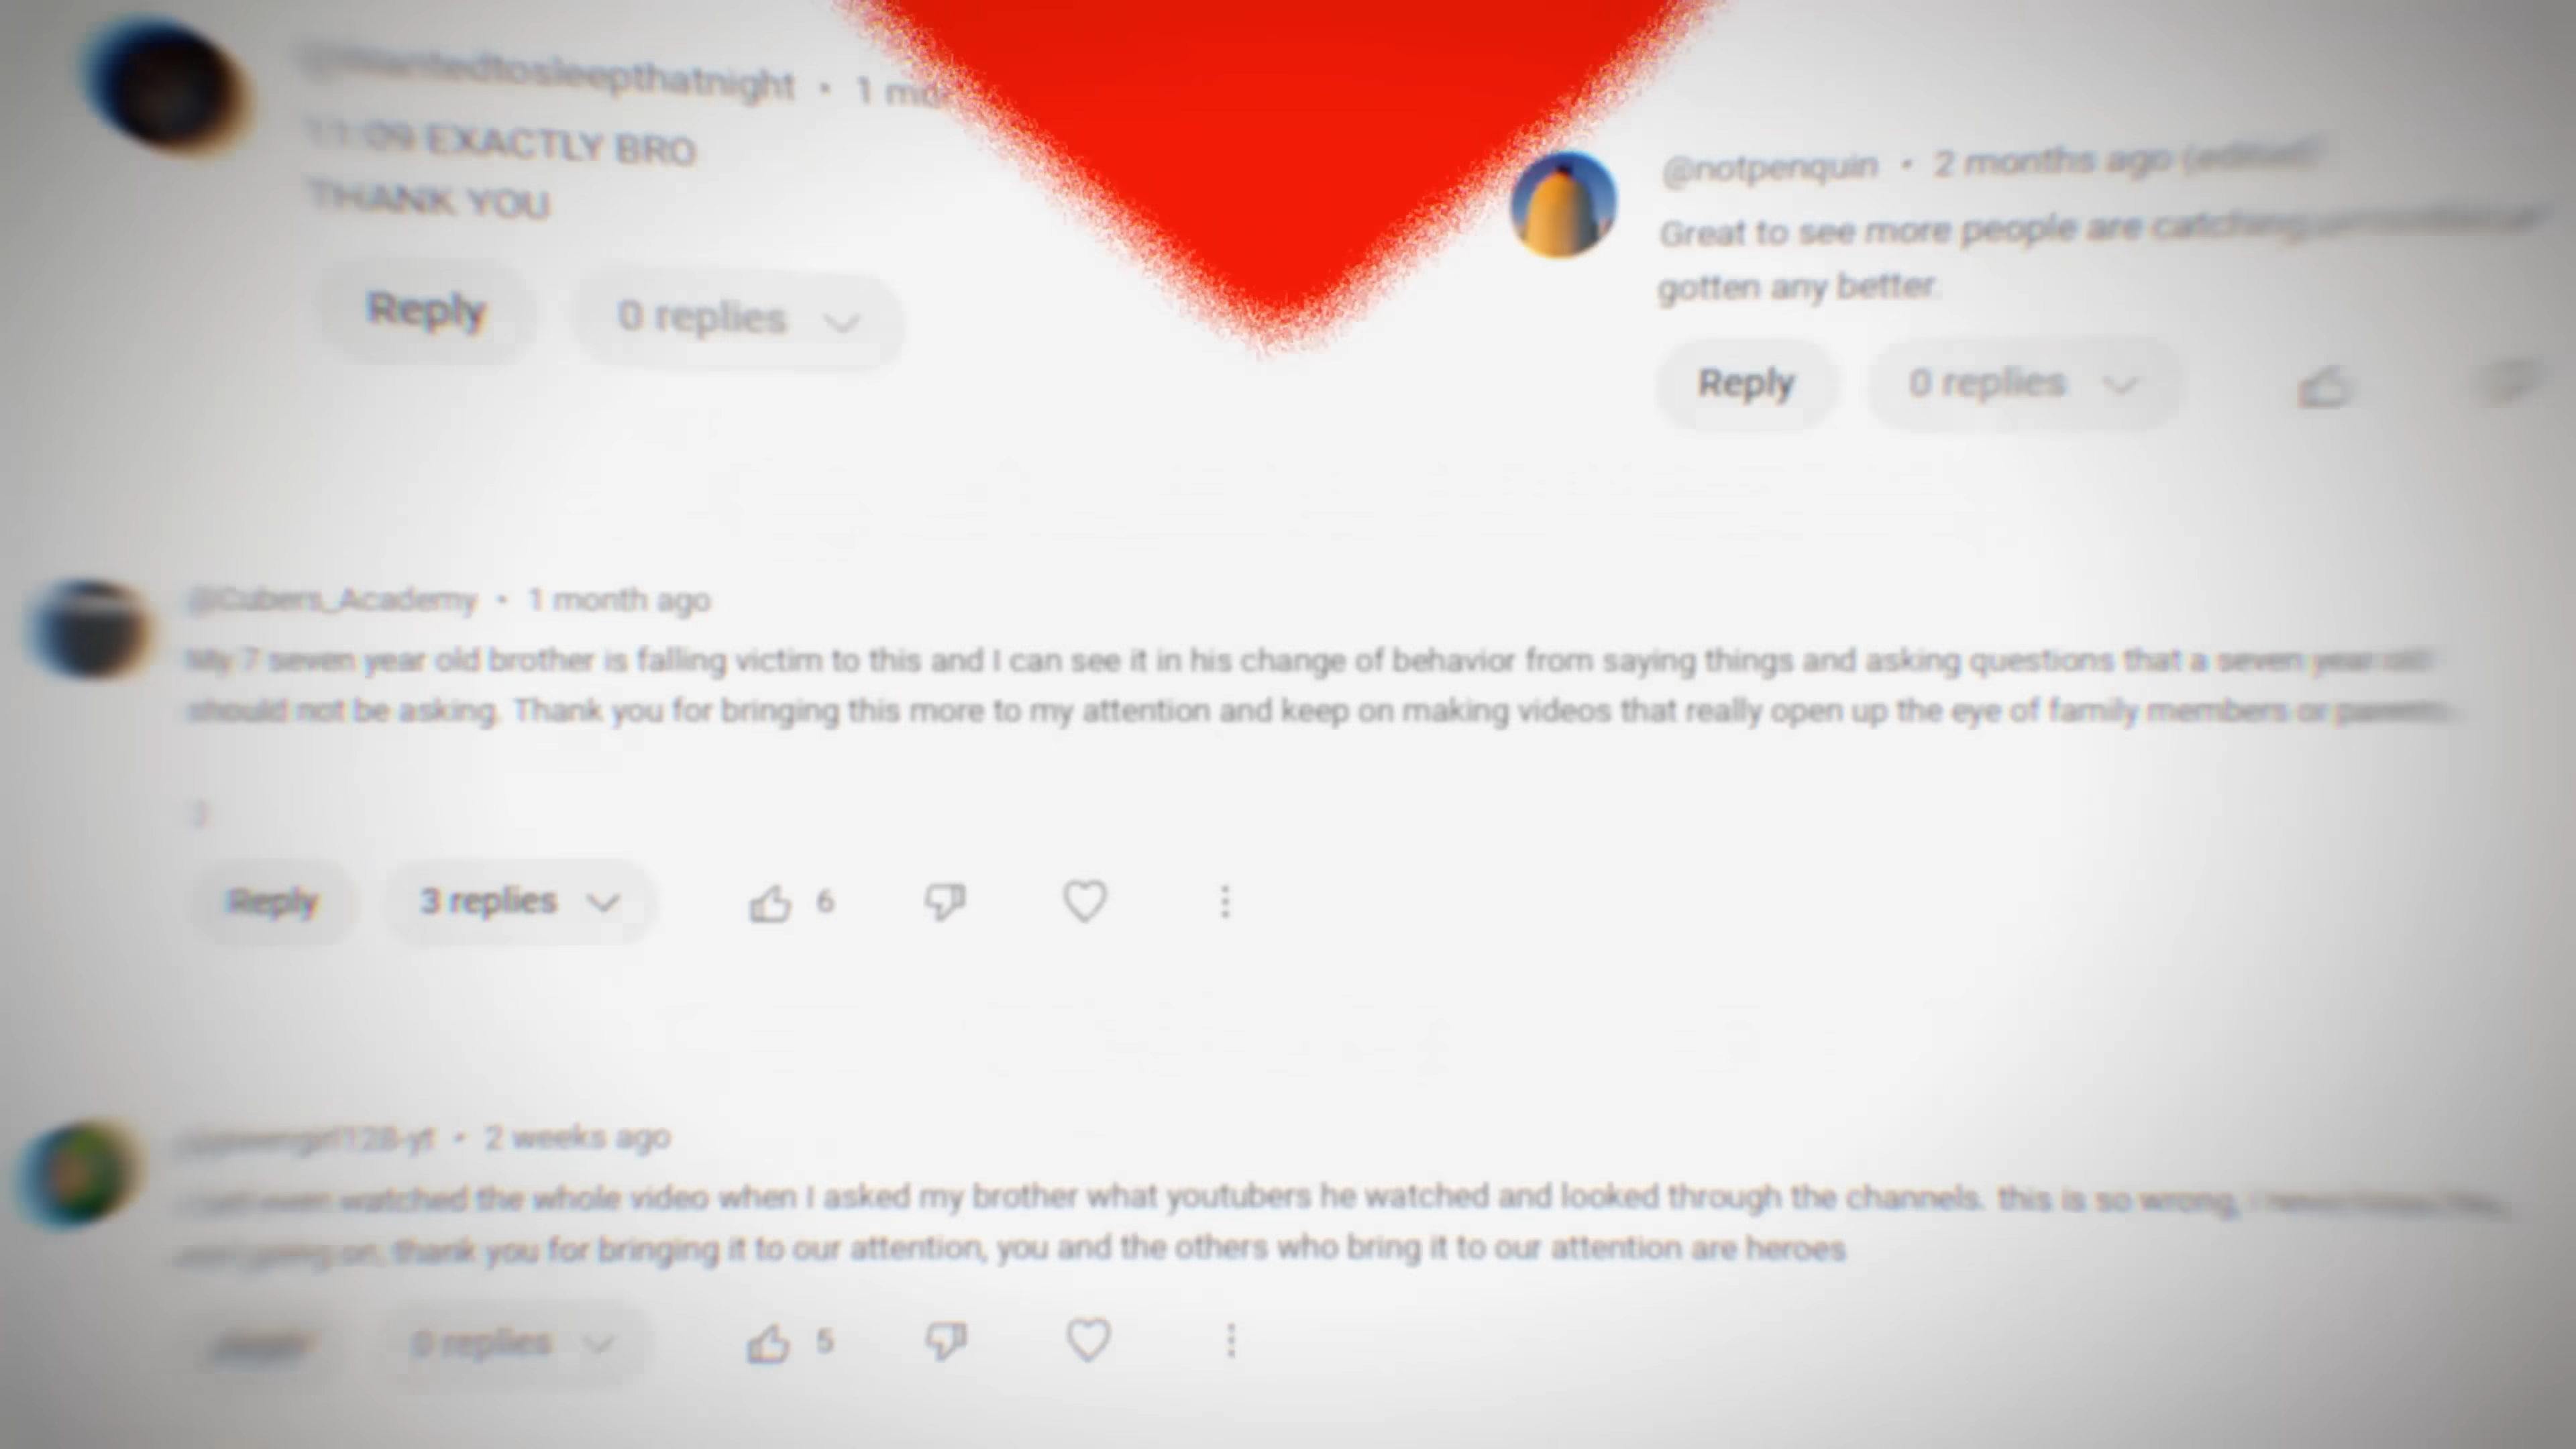 @Iwantedtosleepthatnight • 1
11:09 EXACTLY BRO
THANK YOU
Reply 0 replies
@notpenquin • 2 months ago (edited)
Great to see more people are catching
gotten any better.
Reply 0 replies
@Cubers_Academy • 1 month ago
My 7 seven year old brother is falling victim to this and I can see it in his change of behavior from saying things and asking questions that a seven year old
should not be asking. Thank you for bringing this more to my attention and keep on making videos that really open up the eye of family members or parents.
Reply 3 replies 6
• 2 weeks ago
watched the whole video when I asked my brother what youtubers he watched and looked through the channels. this is so wrong,
going on, thank you for bringing it to our attention, you and the others who bring it to our attention are heroes
0 replies 5